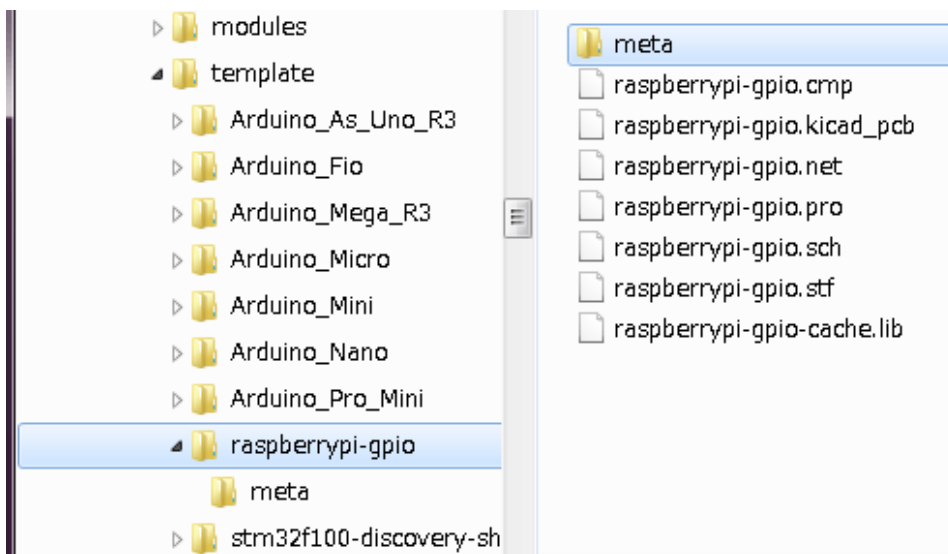 modules
template
Arduino_As_Uno_R3
Arduino_Fio
Arduino_Mega_R3
Arduino_Micro
Arduino_Mini
Arduino_Nano
Arduino_Pro_Mini
raspberrypi-gpio
meta
stm32f100-discovery-sh
meta
raspberrypi-gpio.cmp
raspberrypi-gpio.kicad_pcb
raspberrypi-gpio.net
raspberrypi-gpio.pro
raspberrypi-gpio.sch
raspberrypi-gpio.stf
raspberrypi-gpio-cache.lib